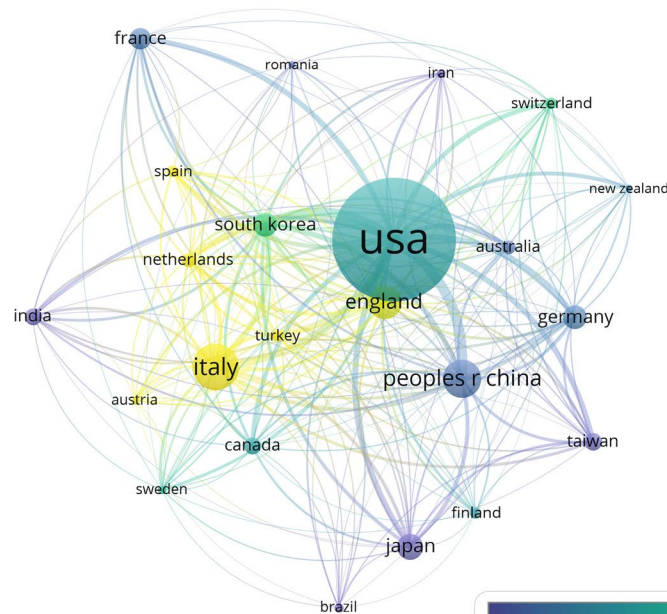 france
romania
iran
switzerland
spain
new zealand
south korea
usa
australia
netherlands
england
india
germany
turkey
italy
peoples r china
austria
canada
taiwan
sweden
finland
japan
brazil